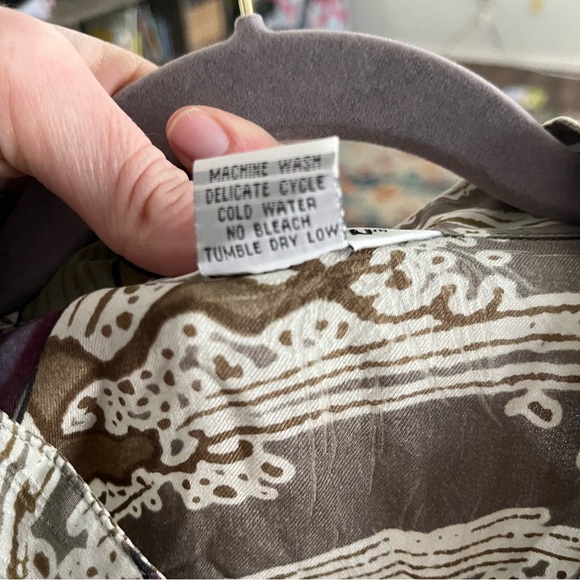 MACHINE WASH
DELICATE CYCLE
COLD WATER
NO BLEACH
TUMBLE DRY LOW